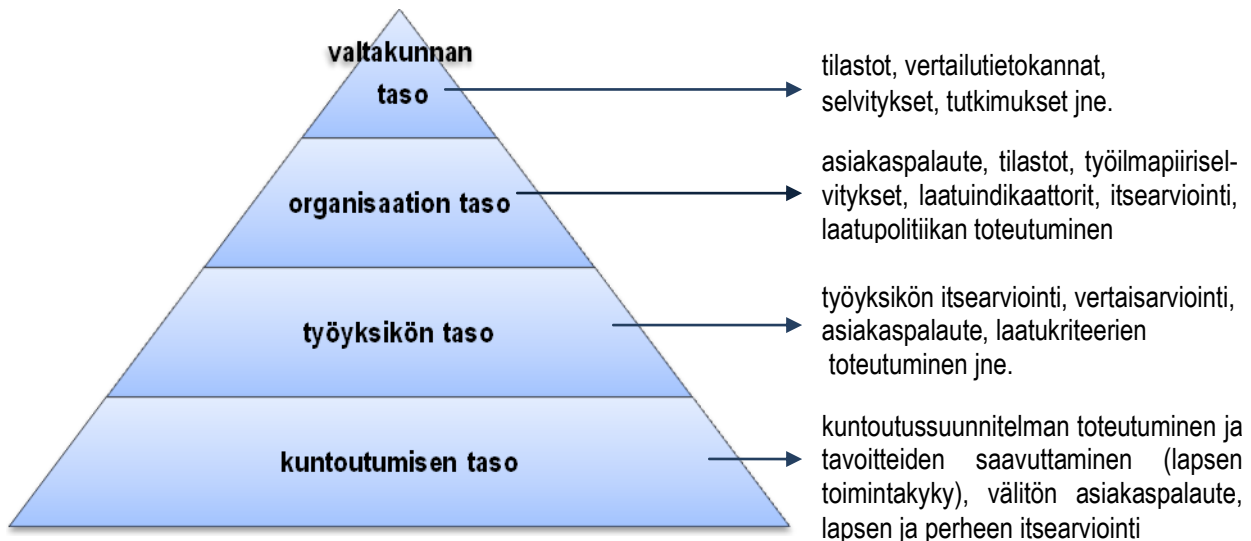 valtakunnan
taso
tilastot, vertailutietokannat,
selvitykset, tutkimukset jne.
organisaation taso
asiakaspalaute, tilastot, työilmapiirisel-
vitykset, laatuindikaattorit, itsearviointi,
laatupolitiikan toteutuminen
työyksikön taso
työyksikön itsearviointi, vertaisarviointi,
asiakaspalaute, laatukriteerien
toteutuminen jne.
kuntoutumisen taso
kuntoutussuunnitelman toteutuminen ja
tavoitteiden saavuttaminen (lapsen
toimintakyky), välitön asiakaspalaute,
lapsen ja perheen itsearviointi